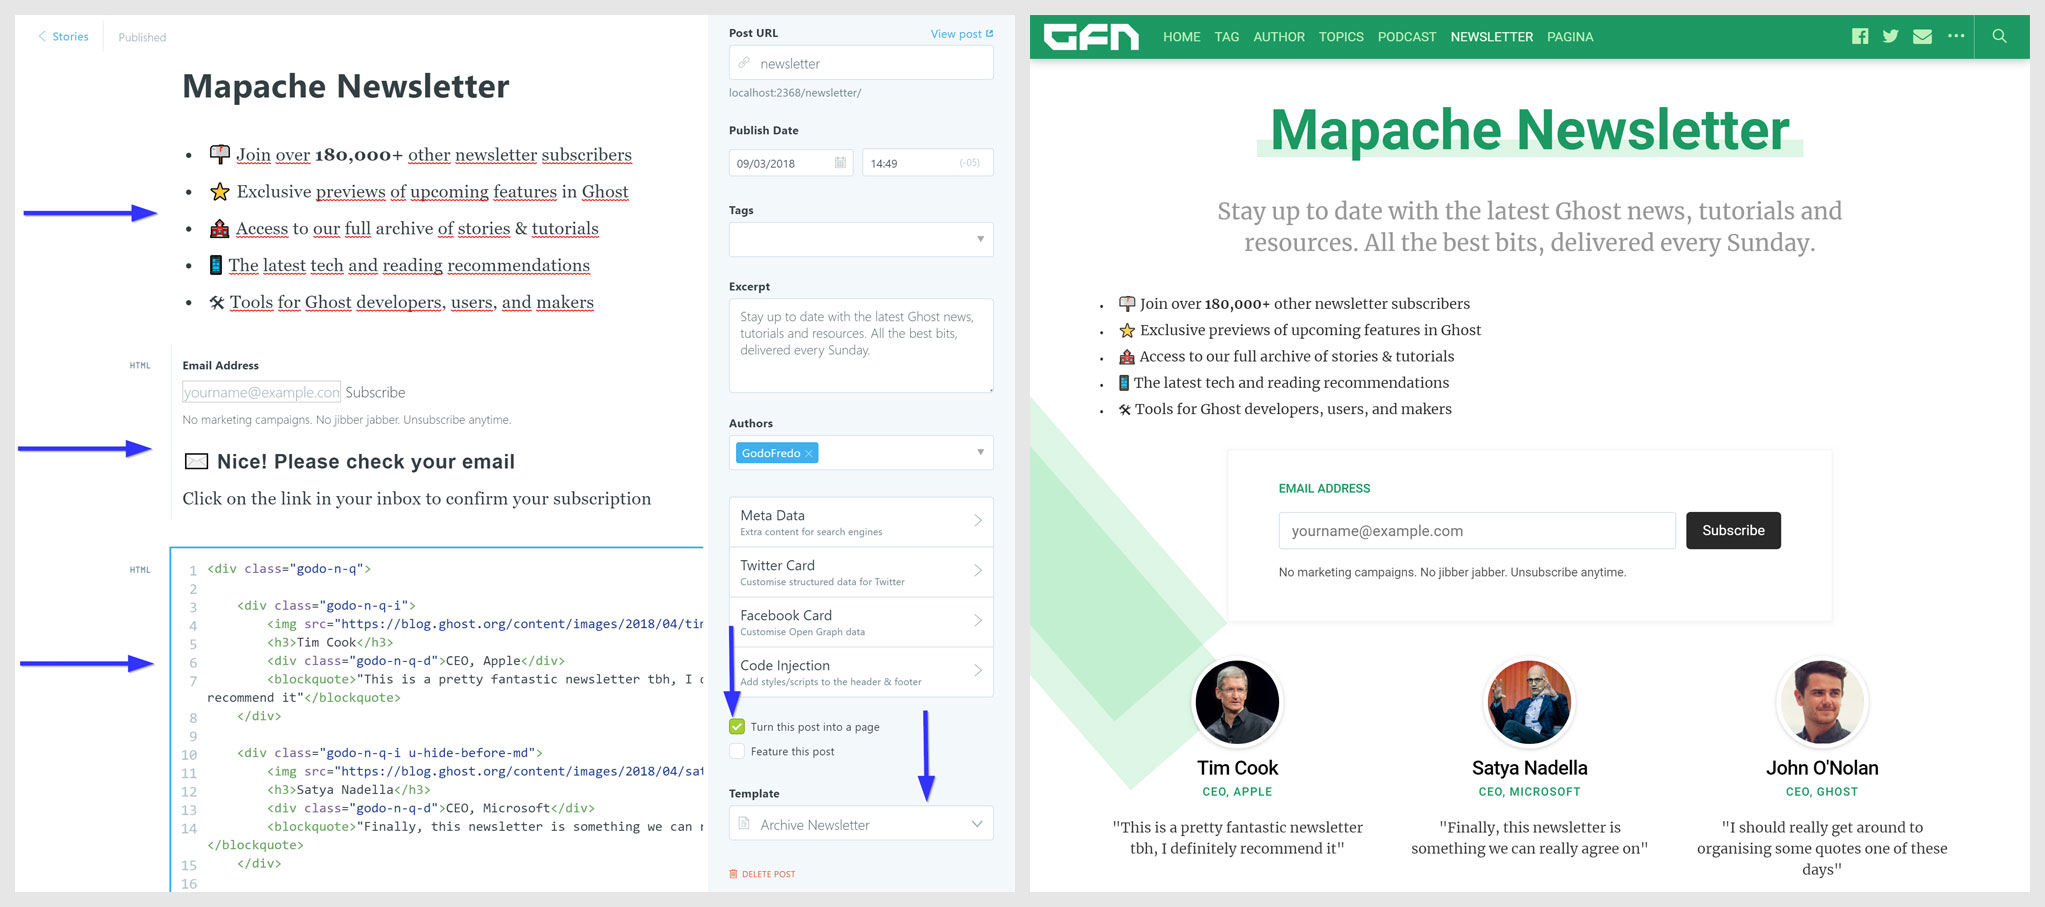 Stories
Published
Mapache Newsletter
Join over 180,000+ other newsletter subscribers
Exclusive previews of upcoming features in Ghost
Access to our full archive of stories & tutorials
The latest tech and reading recommendations
Tools for Ghost developers, users, and makers
HTML
Email Address
yourname@example.con Subscribe
No marketing campaigns. No jibber jabber. Unsubscribe anytime.
Nice! Please check your email
Click on the link in your inbox to confirm your subscription
HTML
1 <div class="godo-n-q">
2
3 <div class="godo-n-q-i">
4 <img src="https://blog.ghost.org/content/images/2018/04/tir
5 <h3>Tim Cook</h3>
6 <div class="godo-n-q-d">CEO, Apple</div>
7 <blockquote>"This is a pretty fantastic newsletter tbh, I
recommend it"</blockquote>
8 </div>
9
10 <div class="godo-n-q-i u-hide-before-md">
11 <img src="https://blog.ghost.org/content/images/2018/04/sat
12 <h3>Satya Nadella</h3>
13 <div class="godo-n-q-d">CEO, Microsoft</div>
14 <blockquote>"Finally, this newsletter is something we can
</blockquote>
15 </div>
16
Post URL
View post
newsletter
localhost:2368/newsletter/
Publish Date
09/03/2018
14:49 (-05)
Tags
Excerpt
Stay up to date with the latest Ghost news,
tutorials and resources. All the best bits,
delivered every Sunday.
Authors
GodoFredo ×
Meta Data
Extra content for search engines
Twitter Card
Customise structured data for Twitter
Facebook Card
Customise Open Graph data
Code Injection
Add styles/scripts to the header & footer
Turn this post into a page
Feature this post
Template
Archive Newsletter
DELETE POST
GFN
HOME TAG AUTHOR TOPICS PODCAST NEWSLETTER PAGINA
Mapache Newsletter
Stay up to date with the latest Ghost news, tutorials and
resources. All the best bits, delivered every Sunday.
Join over 180,000+ other newsletter subscribers
Exclusive previews of upcoming features in Ghost
Access to our full archive of stories & tutorials
The latest tech and reading recommendations
Tools for Ghost developers, users, and makers
EMAIL ADDRESS
yourname@example.com
Subscribe
No marketing campaigns. No jibber jabber. Unsubscribe anytime.
Tim Cook
CEO, APPLE
"This is a pretty fantastic newsletter
tbh, I definitely recommend it"
Satya Nadella
CEO, MICROSOFT
"Finally, this newsletter is
something we can really agree on"
John O'Nolan
CEO, GHOST
"I should really get around to
organising some quotes one of these
days"